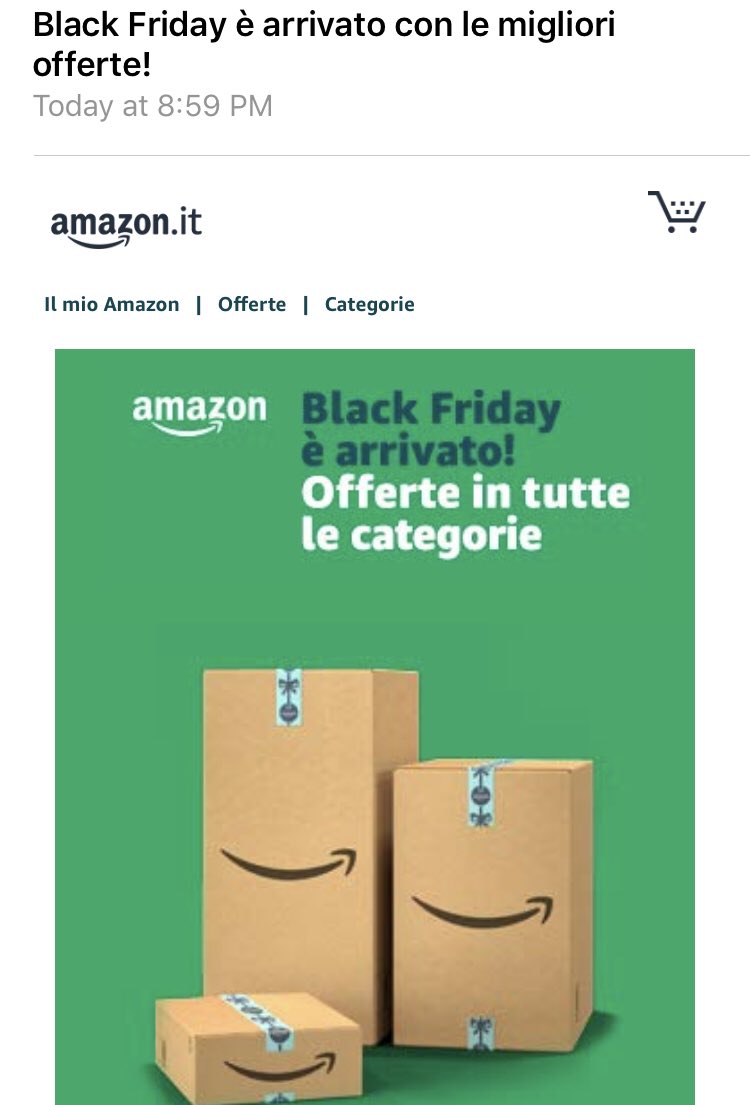 Black Friday è arrivato con le migliori
offerte!
Today at 8:59 PM
amazon.it
Il mio Amazon | Offerte | Categorie
amazon
Black Friday
è arrivato!
Offerte in tutte
le categorie